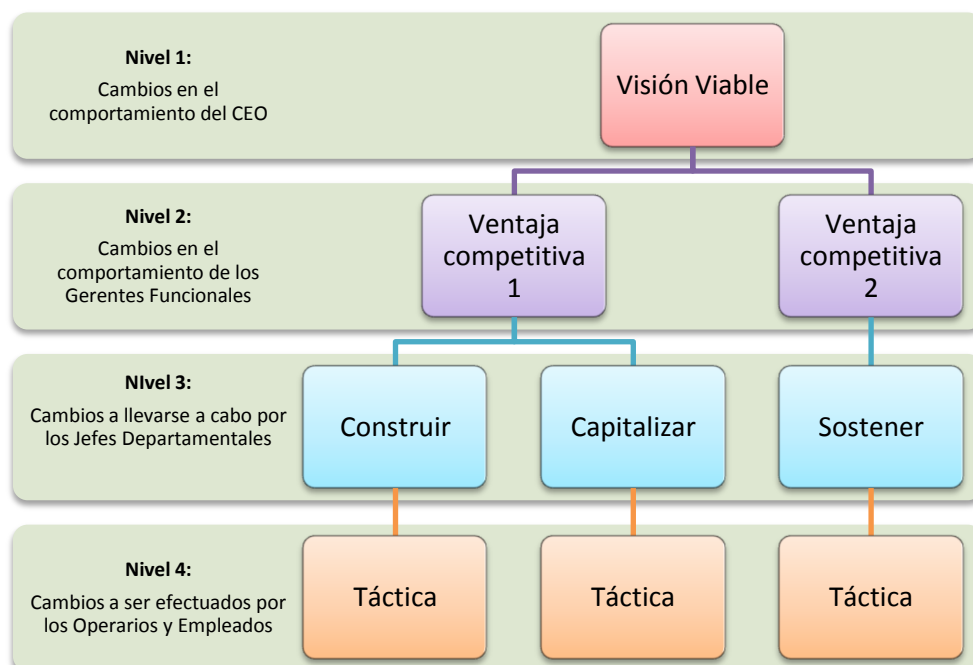 Nivel 1:
Cambios en el
comportamiento del CEO
Visión Viable
Nivel 2:
Cambios en el
comportamiento de los
Gerentes Funcionales
Ventaja
competitiva
1
Ventaja
competitiva
2
NIvel 3:
Cambios a llevarse a cabo por
los Jefes Departamentales
Construir
Capitalizar
Sostener
Nivel 4:
Cambios a ser efectuados por
los Operarios y Empleados
Táctica
Táctica
Táctica